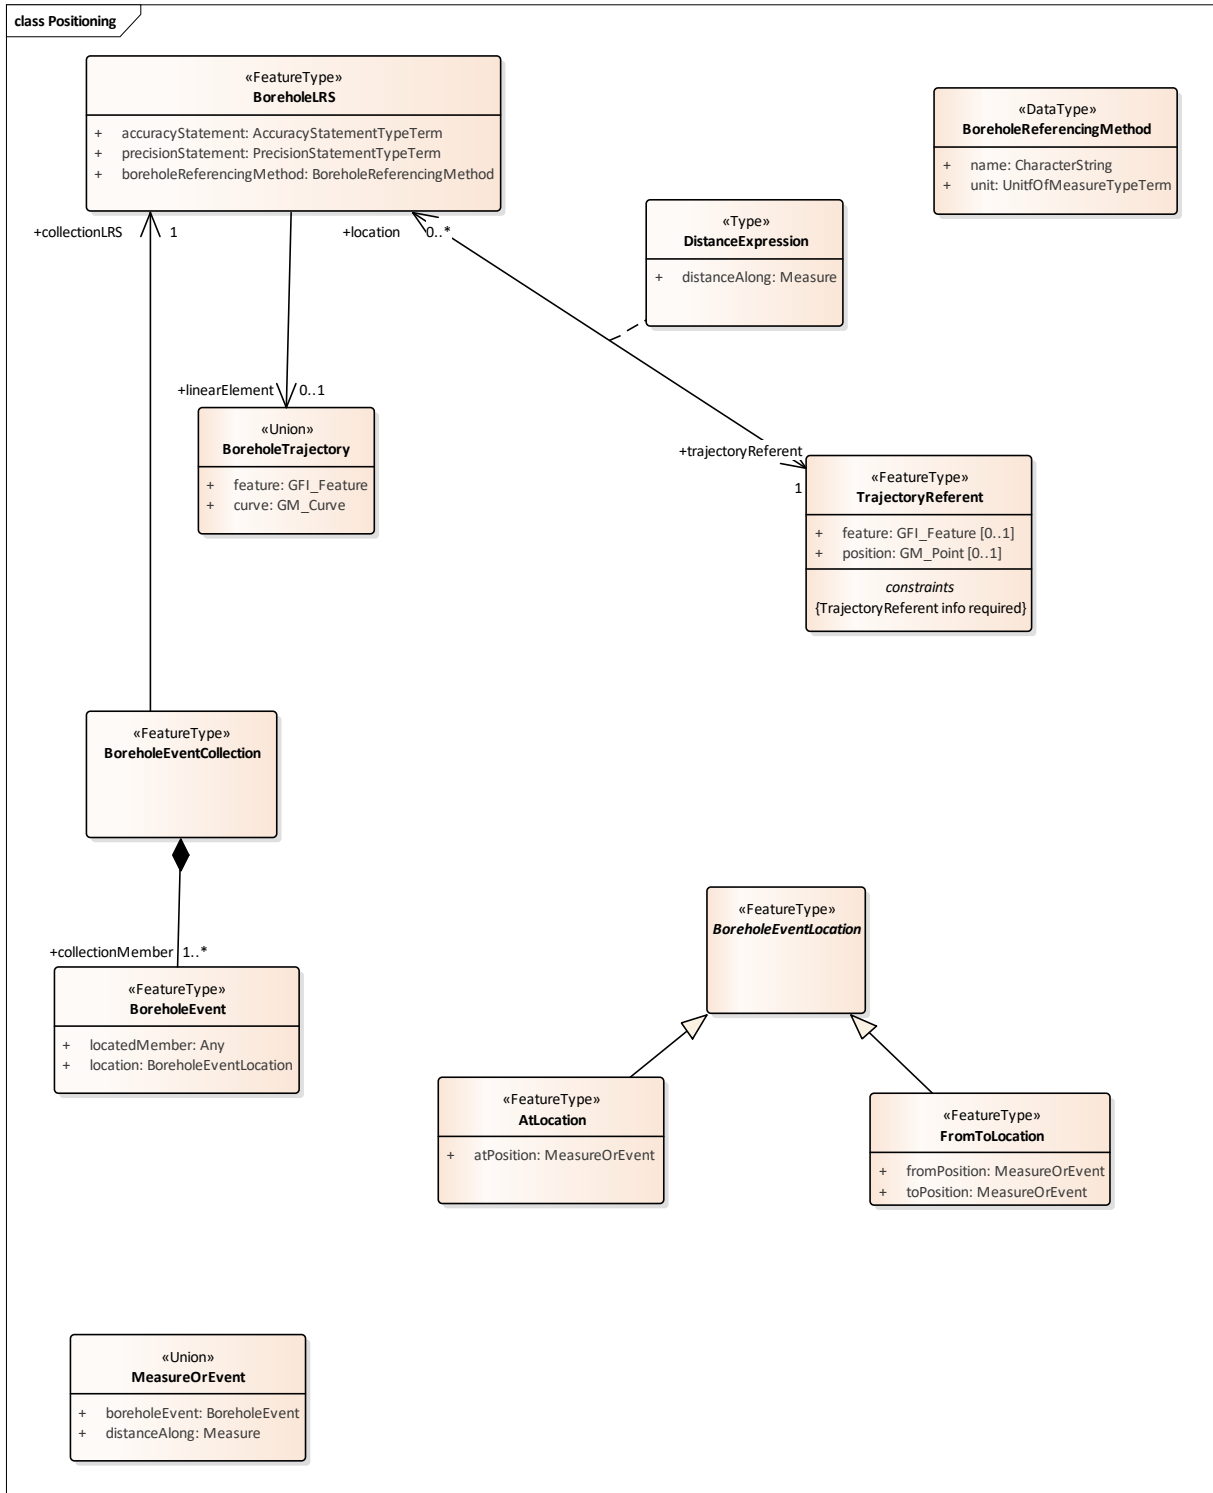 class Positioning
«FeatureType»
BoreholeLRS
+ accuracyStatement: AccuracyStatementTypeTerm
+ precisionStatement: PrecisionStatementTypeTerm
+ boreholeReferencingMethod: BoreholeReferencingMethod
«DataType»
BoreholeReferencingMethod
+ name: CharacterString
+ unit: UnitfOfMeasureTypeTerm
+collectionLRS 1
+location 0..*
«Type»
DistanceExpression
+ distanceAlong: Measure
+linearElement 0..1
«Union»
BoreholeTrajectory
+ feature: GFI_Feature
+ curve: GM_Curve
+trajectoryReferent
1
«FeatureType»
TrajectoryReferent
+ feature: GFI_Feature [0..1]
+ position: GM_Point [0..1]
constraints
{TrajectoryReferent info required}
«FeatureType»
BoreholeEventCollection
+collectionMember 1..*
«FeatureType»
BoreholeEvent
+ locatedMember: Any
+ location: BoreholeEventLocation
«FeatureType»
BoreholeEventLocation
«FeatureType»
AtLocation
+ atPosition: MeasureOrEvent
«FeatureType»
FromToLocation
+ fromPosition: MeasureOrEvent
+ toPosition: MeasureOrEvent
«Union»
MeasureOrEvent
+ boreholeEvent: BoreholeEvent
+ distanceAlong: Measure